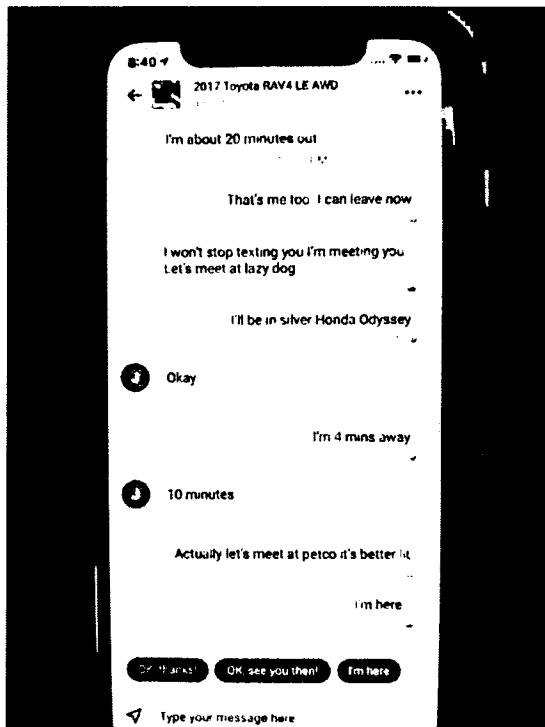 8:40
2017 Toyota RAV4 LE AWD
I'm about 20 minutes out
That's me too I can leave now
I won't stop texting you I'm meeting you
Let's meet at lazy dog
I'll be in silver Honda Odyssey
Okay
I'm 4 mins away
10 minutes
Actually let's meet at petco it's better lit
I'm here
OK, thanks!
OK, see you then!
I'm here
Type your message here